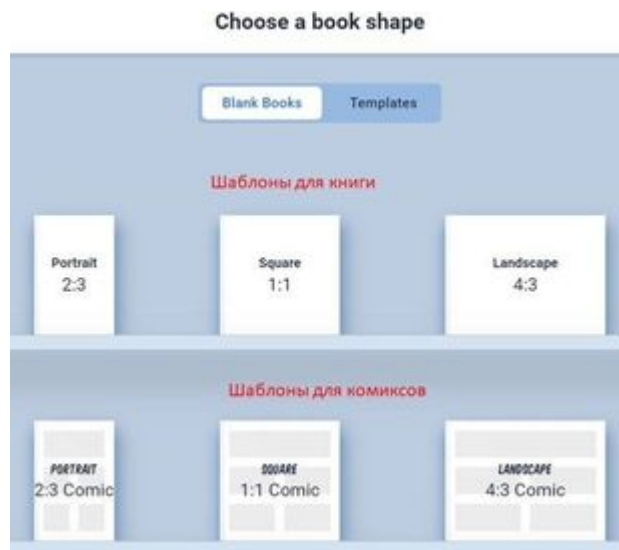 Choose a book shape
Blank Books Templates
Шаблоны для книги
Portrait Square Landscape
2:3 1:1 4:3
Шаблоны для комиксов
PORTRAIT SQUARE LANDSCAPE
2:3 Comic 1:1 Comic 4:3 Comic